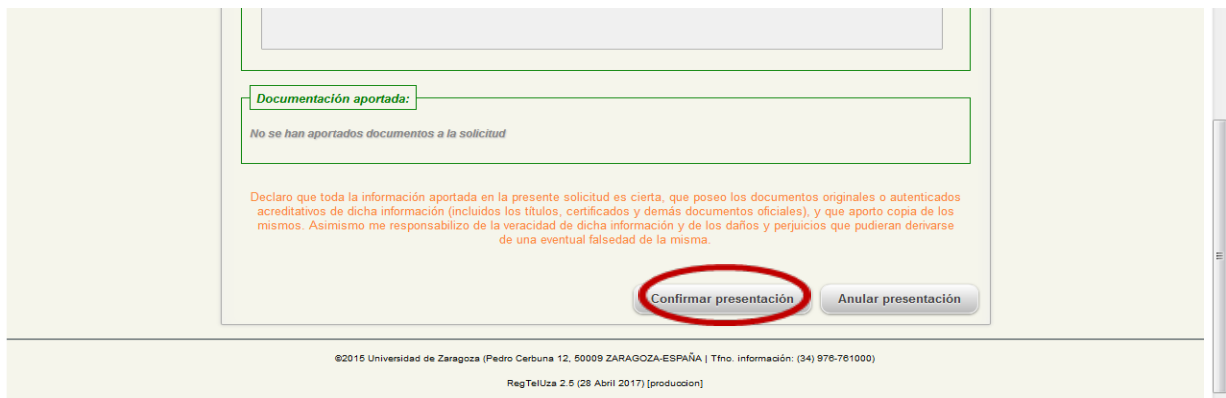 Documentación aportada:
No se han aportados documentos a la solicitud
Declaro que toda la información aportada en la presente solicitud es cierta, que poseo los documentos originales o autenticados
acreditativos de dicha información (incluidos los títulos, certificados y demás documentos oficiales), y que aporto copia de los
mismos. Asimismo me responsabilizo de la veracidad de dicha información y de los daños y perjuicios que pudieran derivarse
de una eventual falsedad de la misma.
Confirmar presentación Anular presentación
©2015 Universidad de Zaragoza (Pedro Cerbuna 12, 50009 ZARAGOZA-ESPAÑA | Tfno. información: (34) 976-761000)
RegTelUza 2.5 (28 Abril 2017) [produccion]